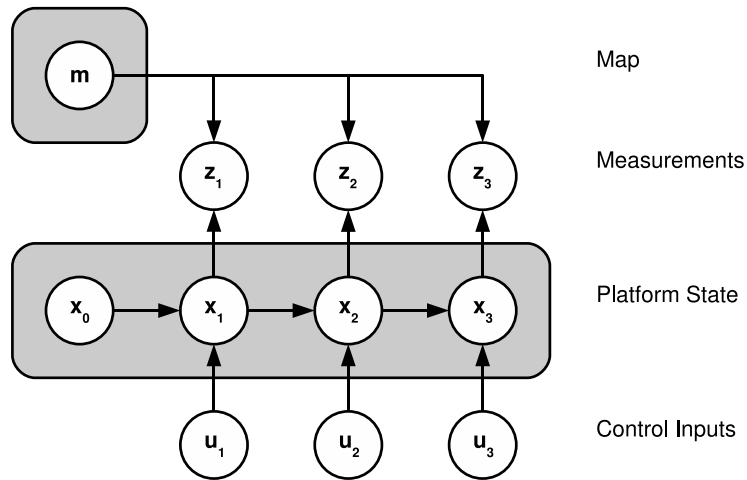 m Map
z₁ z₂ z₃ Measurements
x₀ x₁ x₂ x₃ Platform State
u₁ u₂ u₃ Control Inputs